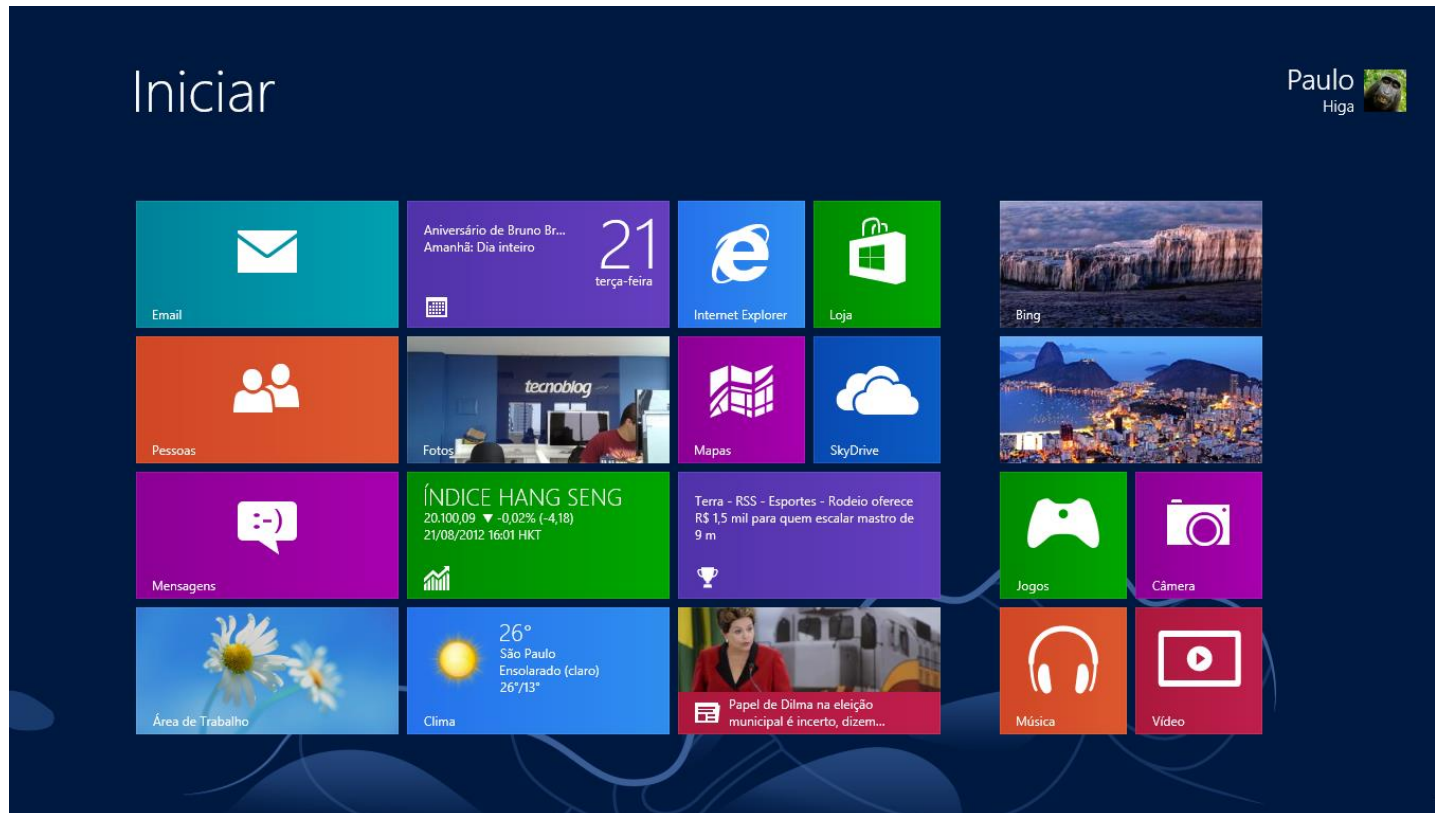 Iniciar
Paulo
Higa
Email
Aniversário de Bruno Br...
Amanhã: Dia inteiro
21
terça-feira
Internet Explorer
Loja
Bing
Pessoas
tecnoblog
Fotos
Mapas
SkyDrive
:-)
Mensagens
ÍNDICE HANG SENG
20.100,09 ▼ -0,02% (-4,18)
21/08/2012 16:01 HKT
Terra - RSS - Esportes - Rodeio oferece
R$ 1,5 mil para quem escalar mastro de
9 m
Jogos
Câmera
Área de Trabalho
26°
São Paulo
Ensolarado (claro)
26°/13°
Clima
Papel de Dilma na eleição
municipal é incerto, dizem...
Música
Vídeo